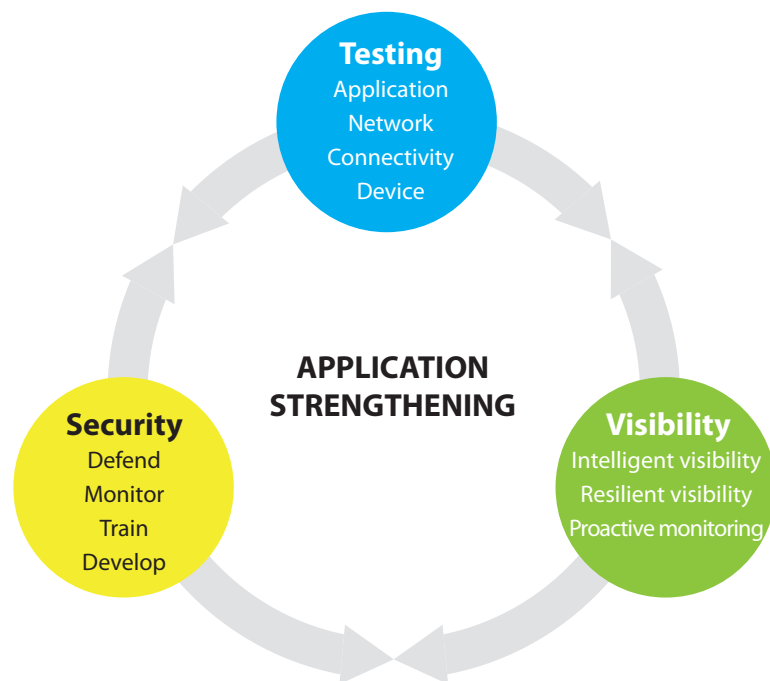 Testing
Application
Network
Connectivity
Device
APPLICATION
STRENGTHENING
Security
Defend
Monitor
Train
Develop
Visibility
Intelligent visibility
Resilient visibility
Proactive monitoring